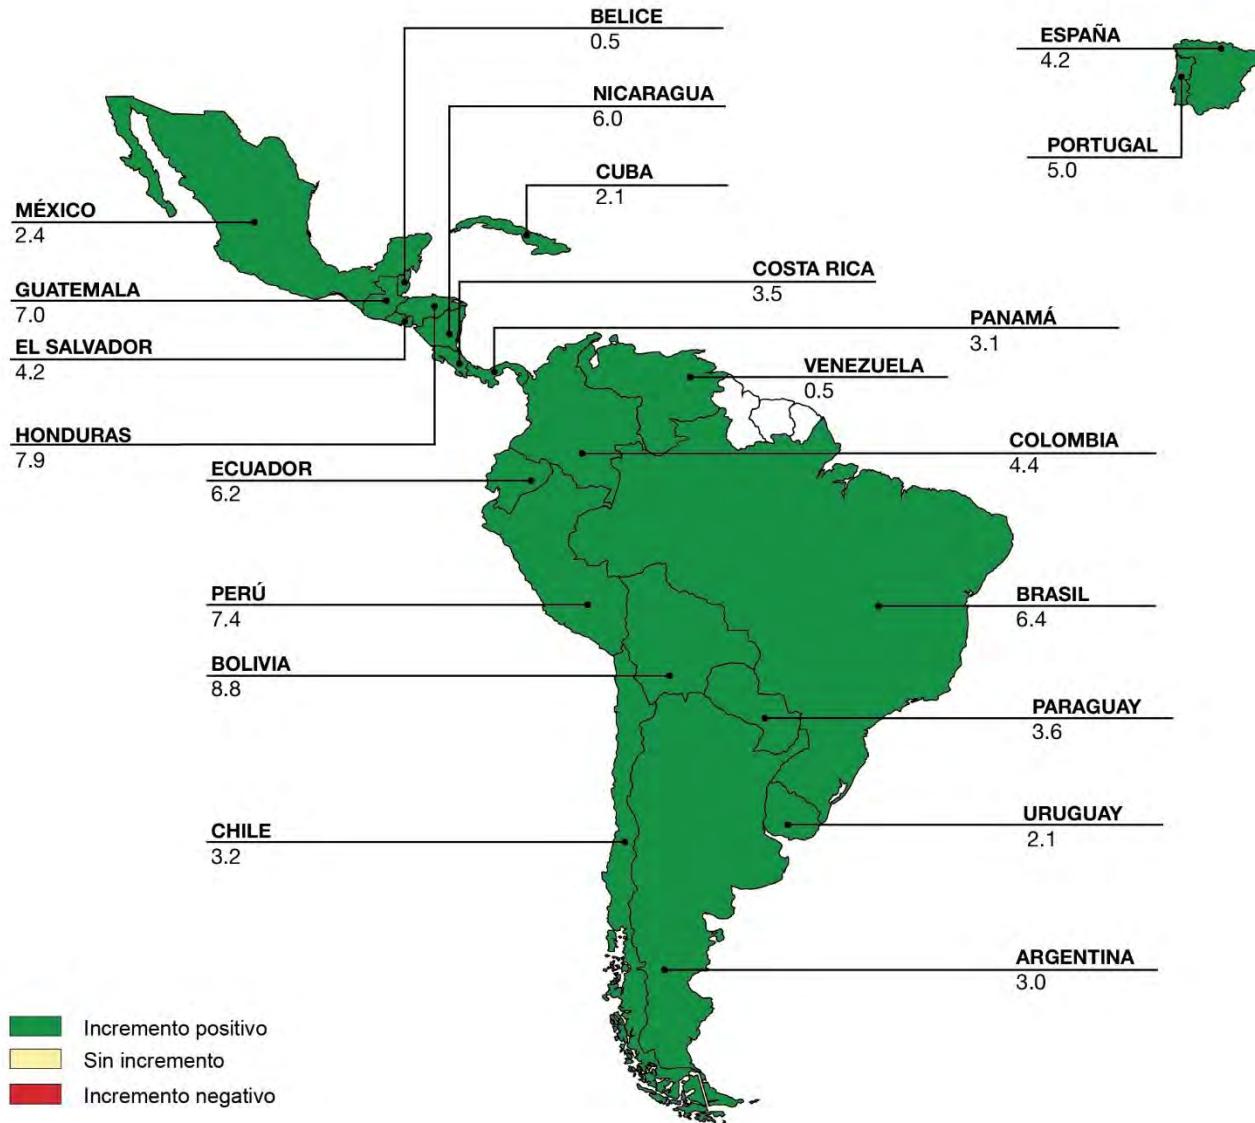 BELICE
0.5
ESPAÑA
4.2
NICARAGUA
6.0
PORTUGAL
5.0
CUBA
2.1
MÉXICO
2.4
COSTA RICA
3.5
GUATEMALA
7.0
PANAMÁ
3.1
EL SALVADOR
4.2
VENEZUELA
0.5
HONDURAS
7.9
COLOMBIA
4.4
ECUADOR
6.2
PERÚ
7.4
BRASIL
6.4
BOLIVIA
8.8
PARAGUAY
3.6
URUGUAY
2.1
CHILE
3.2
ARGENTINA
3.0
Incremento positivo
Sin incremento
Incremento negativo